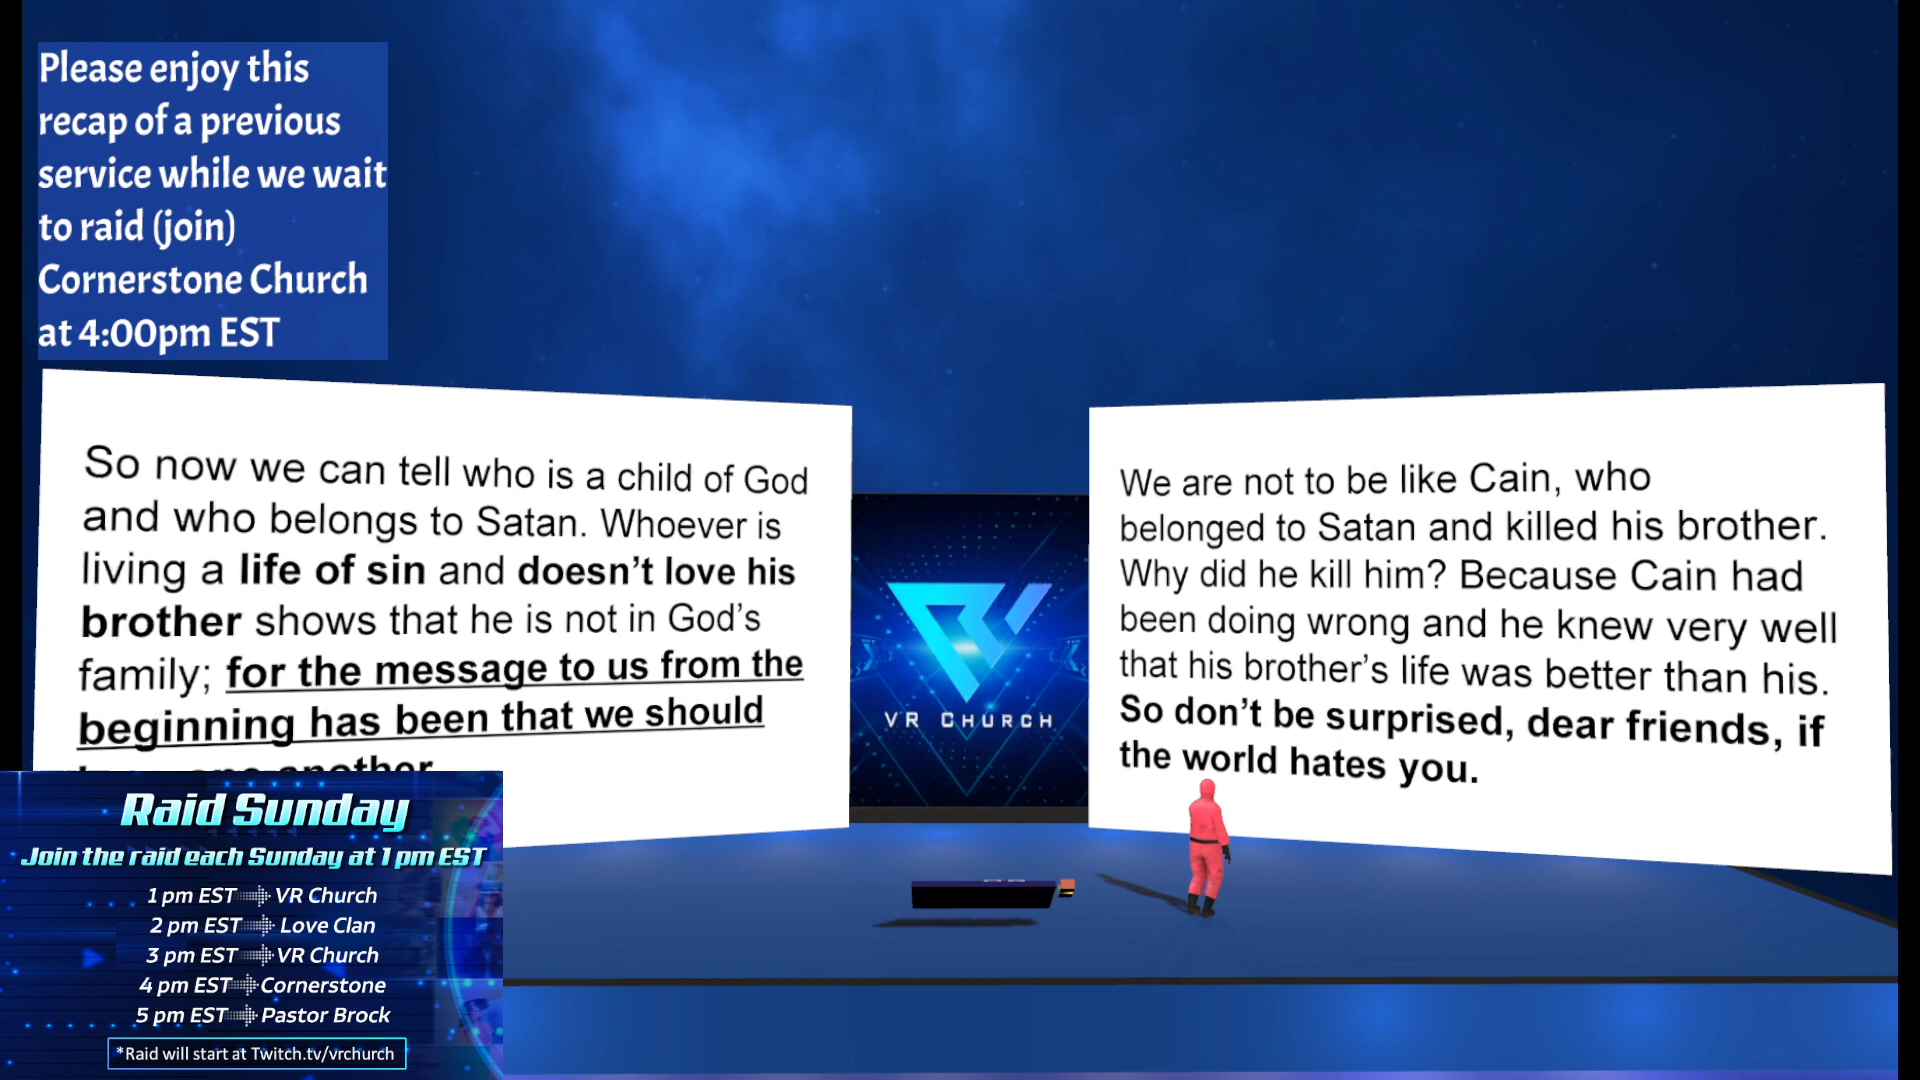 Please enjoy this
recap of a previous
service while we wait
to raid (join)
Cornerstone Church
at 4:00pm EST
So now we can tell who is a child of God
and who belongs to Satan. Whoever is
living a life of sin and doesn't love his
brother shows that he is not in God's
family; for the message to us from the
beginning has been that we should
another
VR CHURCH
We are not to be like Cain, who
belonged to Satan and killed his brother.
Why did he kill him? Because Cain had
been doing wrong and he knew very well
that his brother's life was better than his.
So don't be surprised, dear friends, if
the world hates you.
Raid Sunday
Join the raid each Sunday at 1 pm EST
1 pm EST VR Church
2 pm EST Love Clan
3 pm EST VR Church
4 pm EST Cornerstone
5 pm EST Pastor Brock
*Raid will start at Twitch.tv/vrchurch